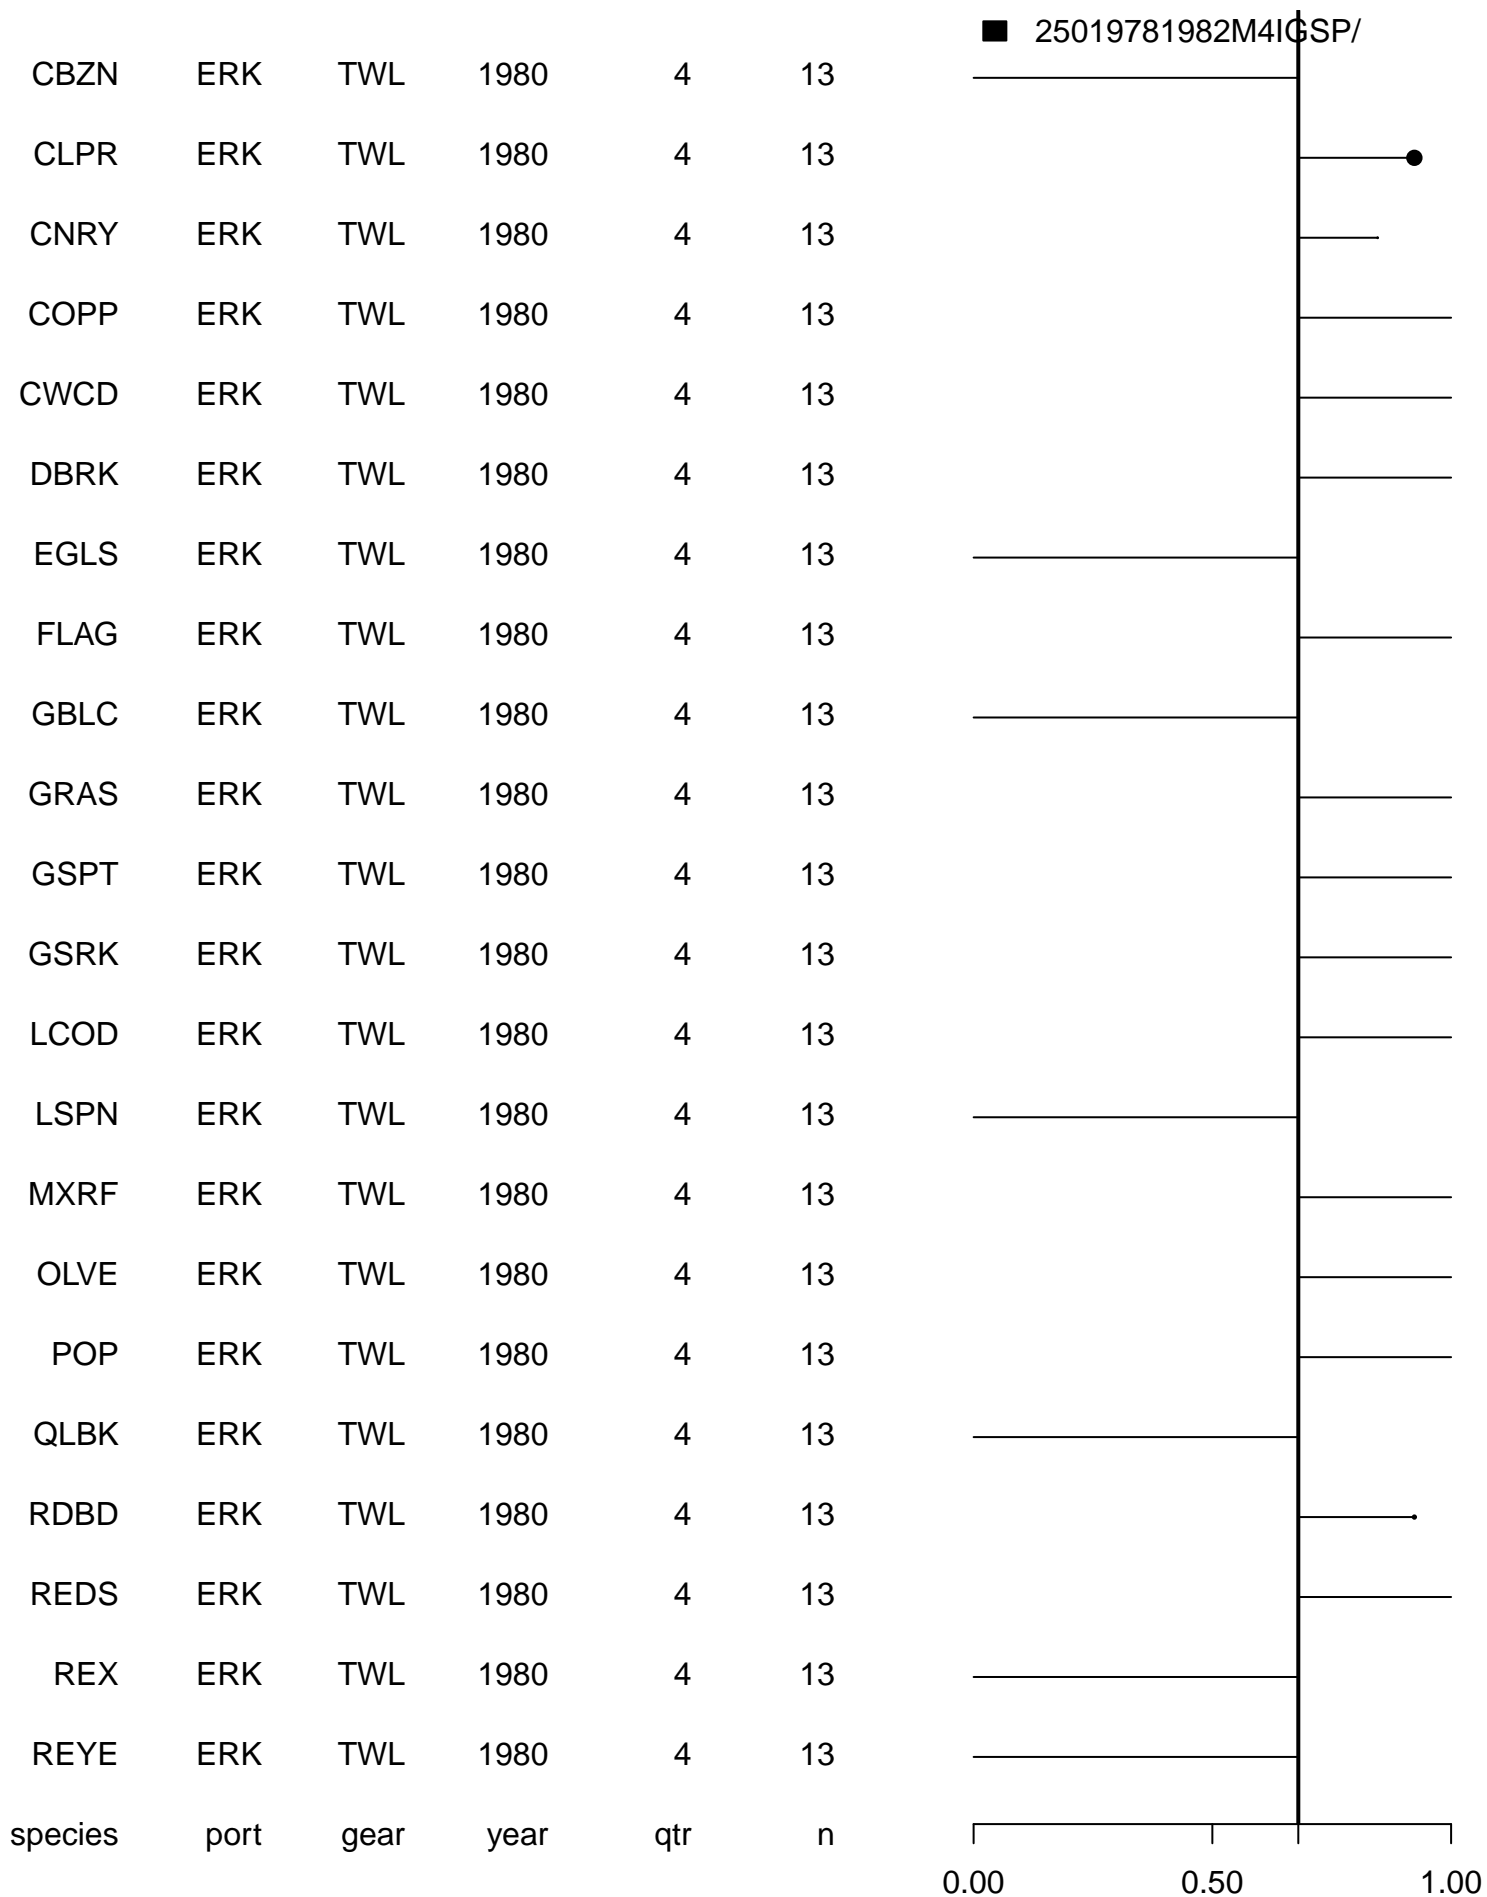 25019781982M4IGSP/
CBZN ERK TWL 1980 4 13
CLPR ERK TWL 1980 4 13
CNRY ERK TWL 1980 4 13
COPP ERK TWL 1980 4 13
CWCD ERK TWL 1980 4 13
DBRK ERK TWL 1980 4 13
EGLS ERK TWL 1980 4 13
FLAG ERK TWL 1980 4 13
GBLC ERK TWL 1980 4 13
GRAS ERK TWL 1980 4 13
GSPT ERK TWL 1980 4 13
GSRK ERK TWL 1980 4 13
LCOD ERK TWL 1980 4 13
LSPN ERK TWL 1980 4 13
MXRF ERK TWL 1980 4 13
OLVE ERK TWL 1980 4 13
POP ERK TWL 1980 4 13
QLBK ERK TWL 1980 4 13
RDBD ERK TWL 1980 4 13
REDS ERK TWL 1980 4 13
REX ERK TWL 1980 4 13
REYE ERK TWL 1980 4 13
species port gear year qtr n
0.00 0.50 1.00